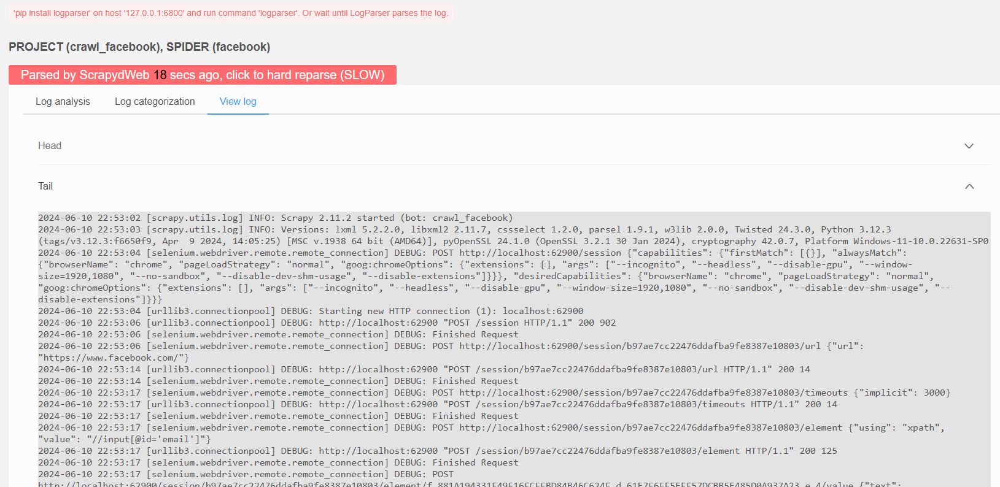 'pip install logparser' on host '127.0.0.1:6800' and run command 'logparser'. Or wait until LogParser parses the log.
PROJECT (crawl_facebook), SPIDER (facebook)
Parsed by ScrapydWeb 18 secs ago, click to hard reparse (SLOW)
Log analysis Log categorization View log
Head
Tail
2024-06-10 22:53:02 [scrapy.utils.log] INFO: Scrapy 2.11.2 started (bot: crawl_facebook)
2024-06-10 22:53:03 [scrapy.utils.log] INFO: Versions: lxml 5.2.2.0, libxml2 2.11.7, cssselect 1.2.0, parsel 1.9.1, w3lib 2.0.0, Twisted 24.3.0, Python 3.12.3
(tags/v3.12.3:f6650f9, Apr  9 2024, 14:05:25) [MSC v.1938 64 bit (AMD64)], pyOpenSSL 24.1.0 (OpenSSL 3.2.1 30 Jan 2024), cryptography 42.0.7, Platform Windows-11-10.0.22631-SP0
2024-06-10 22:53:04 [selenium.webdriver.remote.remote_connection] DEBUG: POST http://localhost:62900/session {"capabilities": {"firstMatch": [{}], "alwaysMatch":
{"browserName": "chrome", "pageLoadStrategy": "normal", "goog:chromeOptions": {"extensions": [], "args": ["--incognito", "--headless", "--disable-gpu", "--window-
size=1920,1080", "--no-sandbox", "--disable-dev-shm-usage", "--disable-extensions"]}}}, "desiredCapabilities": {"browserName": "chrome", "pageLoadStrategy": "normal",
"goog:chromeOptions": {"extensions": [], "args": ["--incognito", "--headless", "--disable-gpu", "--window-size=1920,1080", "--no-sandbox", "--disable-dev-shm-usage", "--
disable-extensions"]}}}
2024-06-10 22:53:04 [urllib3.connectionpool] DEBUG: Starting new HTTP connection (1): localhost:62900
2024-06-10 22:53:06 [urllib3.connectionpool] DEBUG: http://localhost:62900 "POST /session HTTP/1.1" 200 902
2024-06-10 22:53:06 [selenium.webdriver.remote.remote_connection] DEBUG: Finished Request
2024-06-10 22:53:06 [selenium.webdriver.remote.remote_connection] DEBUG: POST http://localhost:62900/session/b97ae7cc22476ddafba9fe8387e10803/url {"url":
"https://www.facebook.com/"}
2024-06-10 22:53:14 [urllib3.connectionpool] DEBUG: http://localhost:62900 "POST /session/b97ae7cc22476ddafba9fe8387e10803/url HTTP/1.1" 200 14
2024-06-10 22:53:14 [selenium.webdriver.remote.remote_connection] DEBUG: Finished Request
2024-06-10 22:53:17 [selenium.webdriver.remote.remote_connection] DEBUG: POST http://localhost:62900/session/b97ae7cc22476ddafba9fe8387e10803/timeouts {"implicit": 3000}
2024-06-10 22:53:17 [urllib3.connectionpool] DEBUG: http://localhost:62900 "POST /session/b97ae7cc22476ddafba9fe8387e10803/timeouts HTTP/1.1" 200 14
2024-06-10 22:53:17 [selenium.webdriver.remote.remote_connection] DEBUG: Finished Request
2024-06-10 22:53:17 [selenium.webdriver.remote.remote_connection] DEBUG: POST http://localhost:62900/session/b97ae7cc22476ddafba9fe8387e10803/element {"using": "xpath",
"value": "//input[@id='email']"}
2024-06-10 22:53:17 [urllib3.connectionpool] DEBUG: http://localhost:62900 "POST /session/b97ae7cc22476ddafba9fe8387e10803/element HTTP/1.1" 200 125
2024-06-10 22:53:17 [selenium.webdriver.remote.remote_connection] DEBUG: Finished Request
2024-06-10 22:53:17 [selenium.webdriver.remote.remote_connection] DEBUG: POST
{"text":